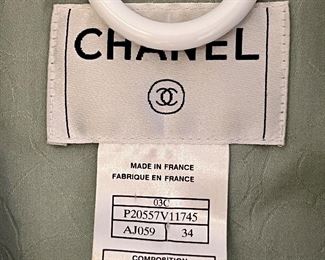 CHANEL
MADE IN FRANCE
FABRIQUE EN FRANCE
03C
P20557V11745
AJ059 34
COMPOSITION